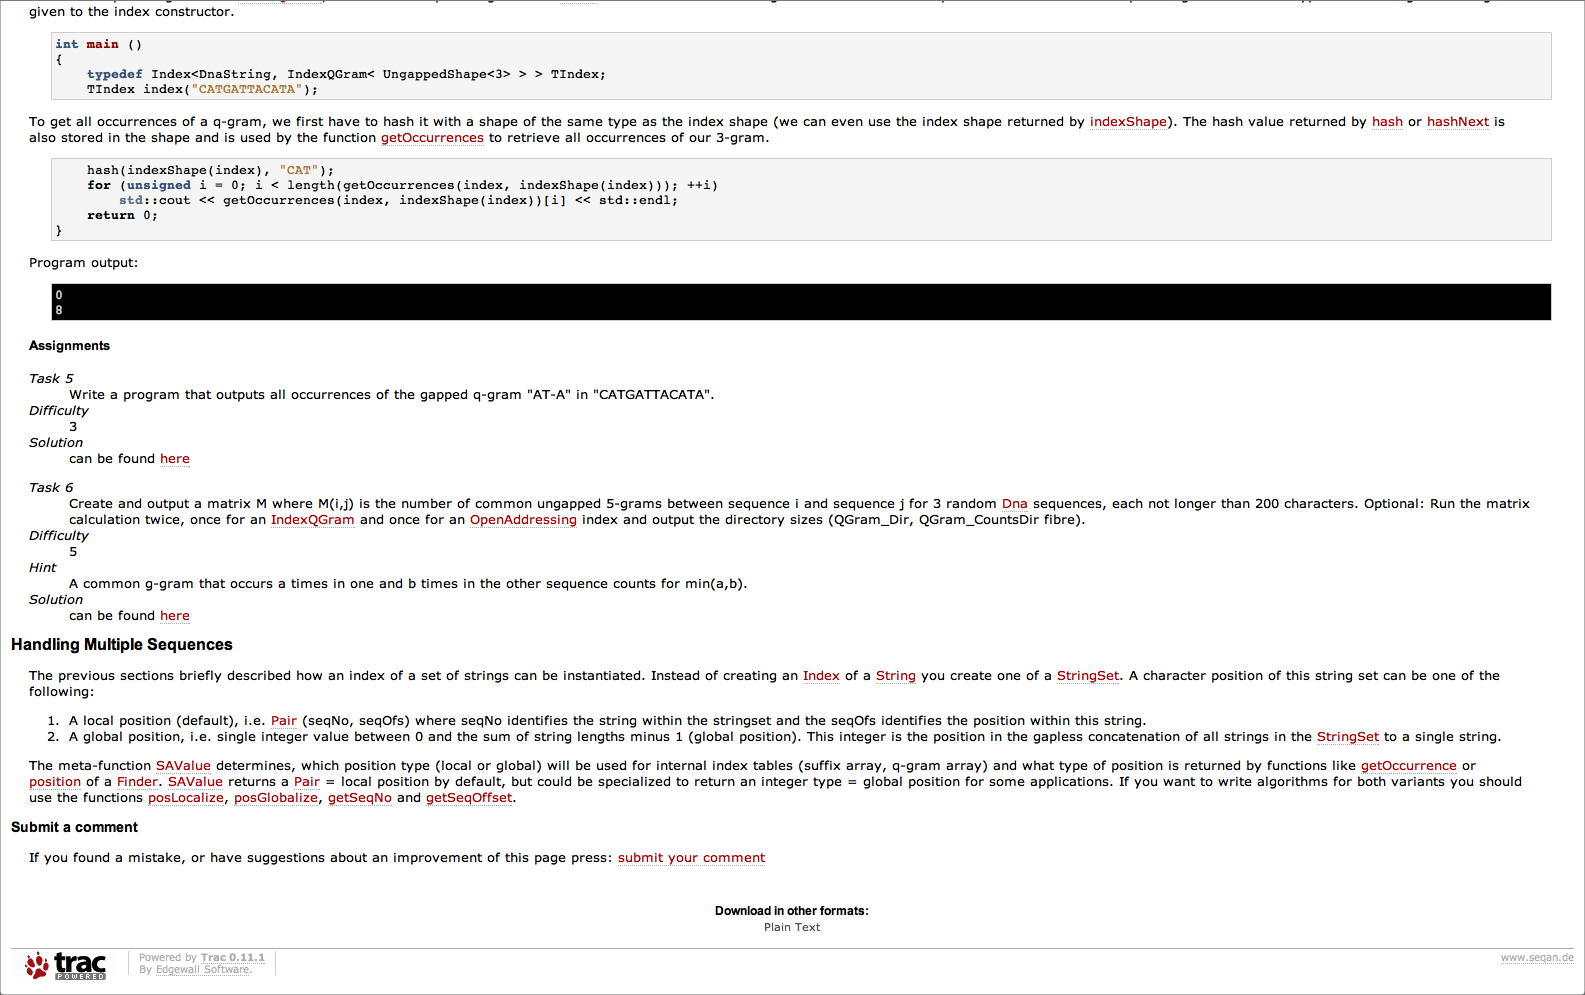 given to the index constructor.
int main ()
{
    typedef Index<DnaString, IndexQGram< UngappedShape<3> > > TIndex;
    TIndex index("CATGATTACATA");
To get all occurrences of a q-gram, we first have to hash it with a shape of the same type as the index shape (we can even use the index shape returned by indexShape). The hash value returned by hash or hashNext is
also stored in the shape and is used by the function getOccurrences to retrieve all occurrences of our 3-gram.
    hash(indexShape(index), "CAT");
    for (unsigned i = 0; i < length(getOccurrences(index, indexShape(index))); ++i)
        std::cout << getOccurrences(index, indexShape(index))[i] << std::endl;
    return 0;
}
Program output:
0
8
Assignments
Task 5
Write a program that outputs all occurrences of the gapped q-gram "AT-A" in "CATGATTACATA".
Difficulty
3
Solution
can be found here
Task 6
Create and output a matrix M where M(i,j) is the number of common ungapped 5-grams between sequence i and sequence j for 3 random Dna sequences, each not longer than 200 characters. Optional: Run the matrix
calculation twice, once for an IndexQGram and once for an OpenAddressing index and output the directory sizes (QGram_Dir, QGram_CountsDir fibre).
Difficulty
5
Hint
A common g-gram that occurs a times in one and b times in the other sequence counts for min(a,b).
Solution
can be found here
Handling Multiple Sequences
The previous sections briefly described how an index of a set of strings can be instantiated. Instead of creating an Index of a String you create one of a StringSet. A character position of this string set can be one of the
following:
1. A local position (default), i.e. Pair (seqNo, seqOfs) where seqNo identifies the string within the stringset and the seqOfs identifies the position within this string.
2. A global position, i.e. single integer value between 0 and the sum of string lengths minus 1 (global position). This integer is the position in the gapless concatenation of all strings in the StringSet to a single string.
The meta-function SAValue determines, which position type (local or global) will be used for internal index tables (suffix array, q-gram array) and what type of position is returned by functions like getOccurrence or
position of a Finder. SAValue returns a Pair = local position by default, but could be specialized to return an integer type = global position for some applications. If you want to write algorithms for both variants you should
use the functions posLocalize, posGlobalize, getSeqNo and getSeqOffset.
Submit a comment
If you found a mistake, or have suggestions about an improvement of this page press: submit your comment
Download in other formats:
Plain Text
trac
POWERED
Powered by Trac 0.11.1
By Edgewall Software.
www.seqan.de